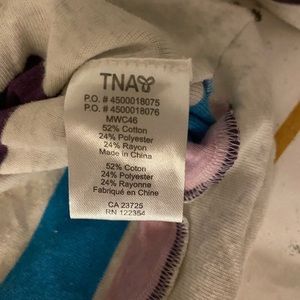 TNA
P.O. # 4500018075
P.O. # 4500018076
MWC46
52% Cotton
24% Polyester
24% Rayon
Made in China
52% Coton
24% Polyester
24% Rayonne
Fabriqué en Chine
CA 23725
RN 122354